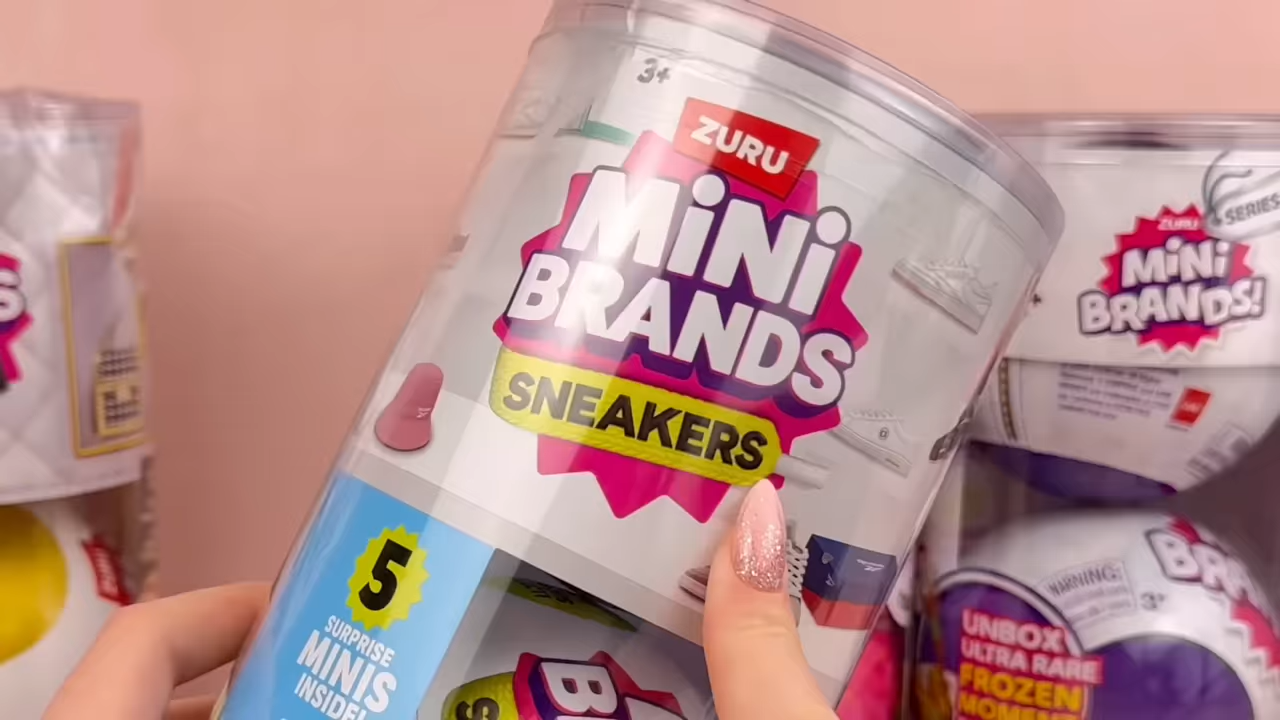 3+
ZURU
MiNi
BRANDS
SNEAKERS
5
SURPRISE
MINIS
INSIDE!
S
ZURU
MiNi
BRANDS!
SERIES
WARNING:
3+
UNBOX
ULTRA RARE
FROZEN
MOMENT